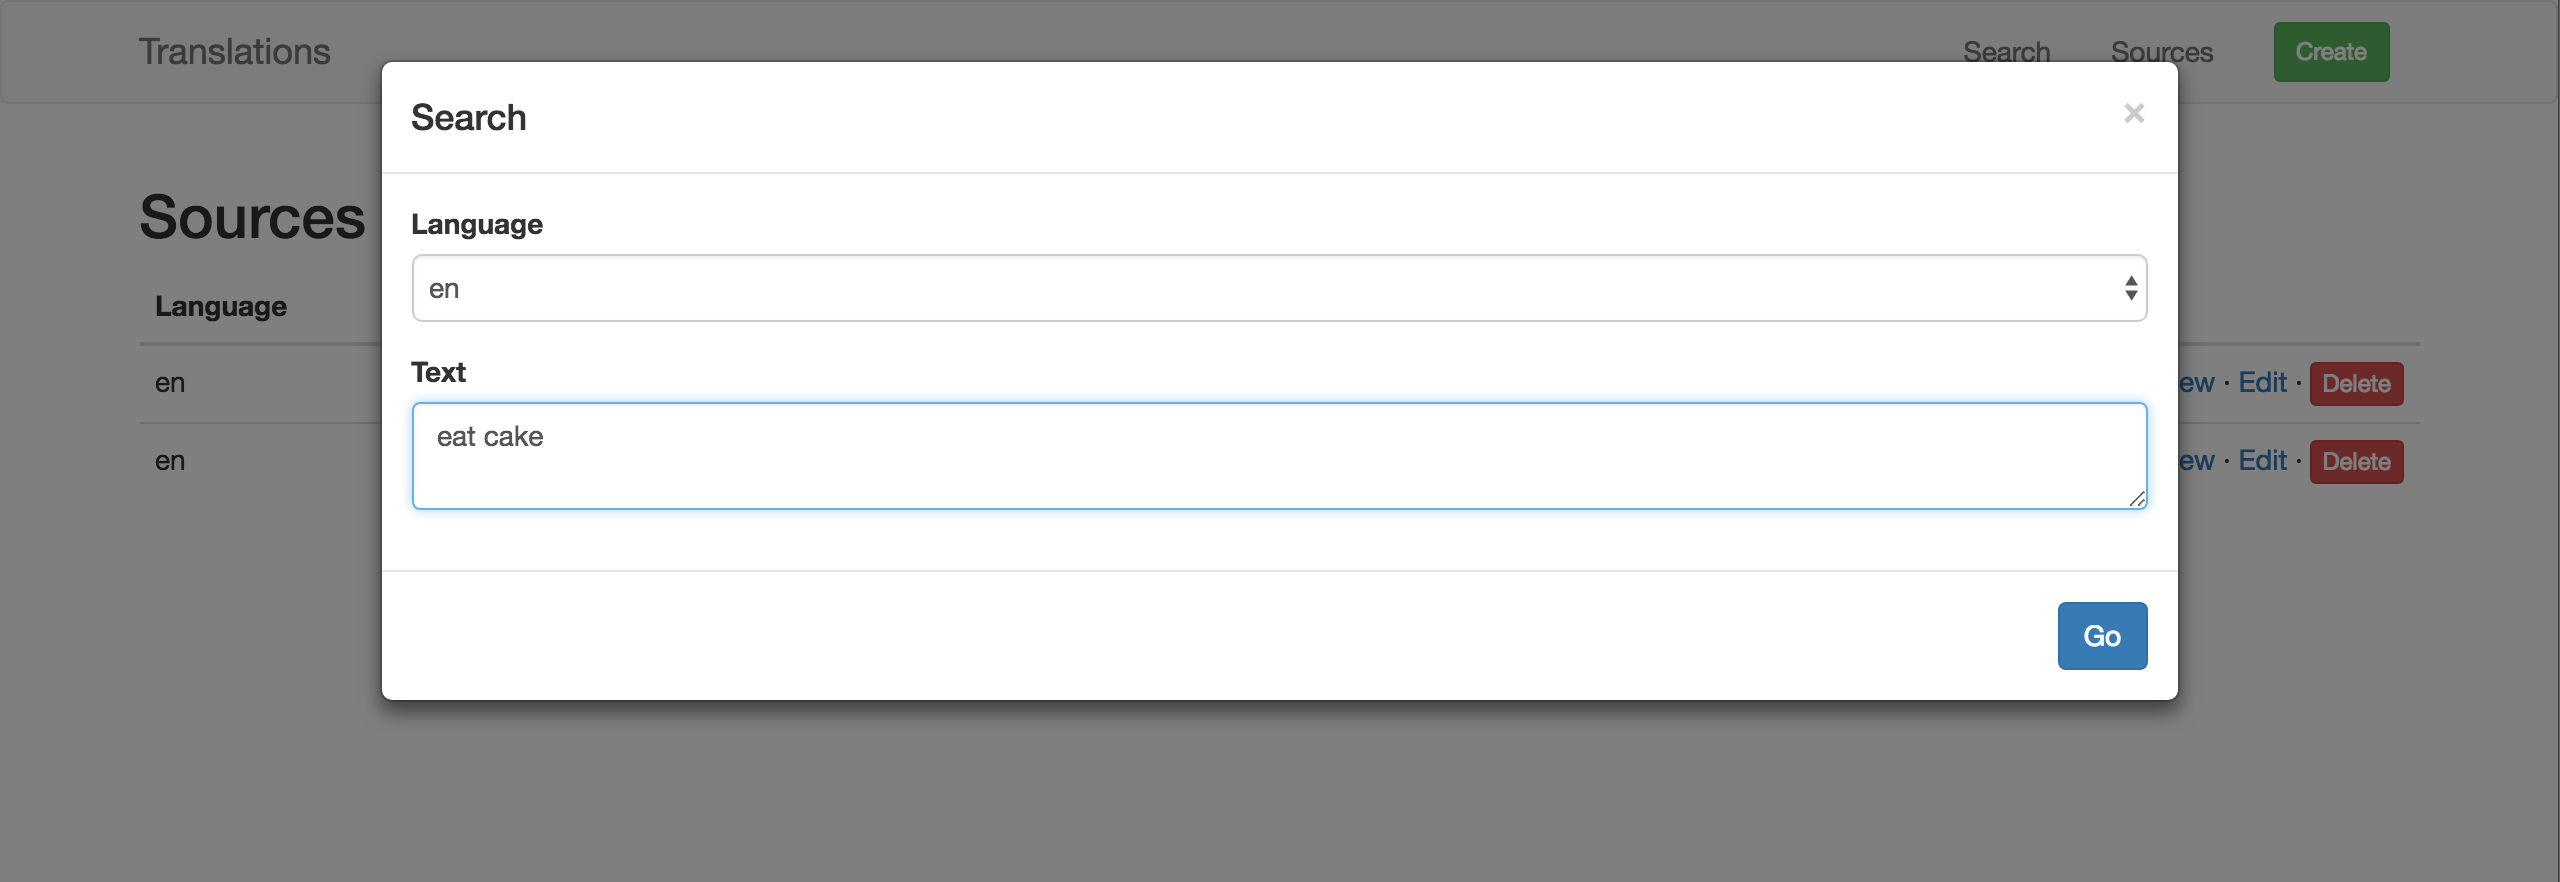 Translations Search Sources Create
Search ×
Sources
Language
en
Language
Text
en ew · Edit · Delete
eat cake
en ew · Edit · Delete
Go